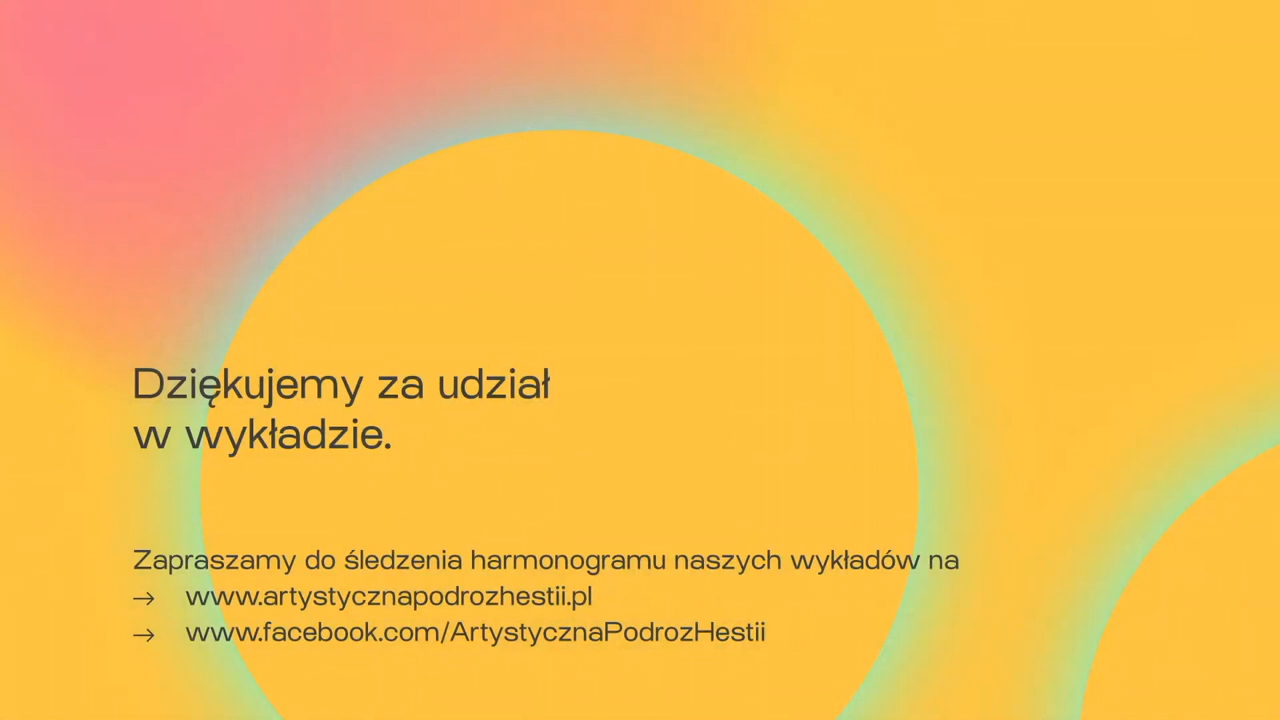 Dziękujemy za udział
w wykładzie.
Zapraszamy do śledzenia harmonogramu naszych wykładów na
→ www.artystycznapodrozhestii.pl
→ www.facebook.com/ArtystycznaPodrozHestii